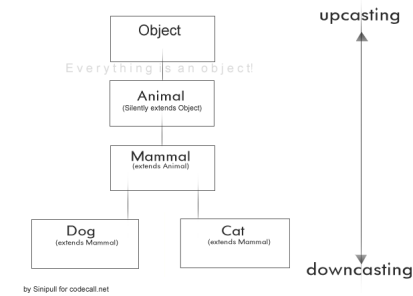 upcasting
Object
Everything is an object!
Animal
(Silently extends Object)
Mammal
(extends Animal)
Dog
(extends Mammal)
Cat
(extends Mammal)
downcasting
by Sinipull for codecall.net